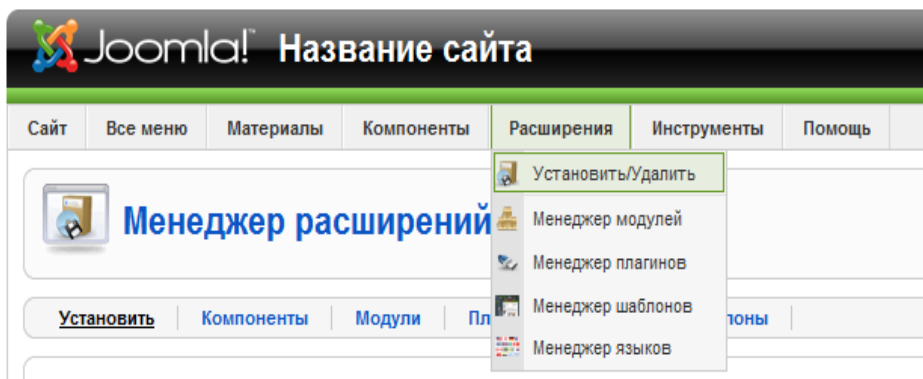 Joomla!™ Название сайта
Сайт Все меню Материалы Компоненты Расширения Инструменты Помощь
Установить/Удалить
Менеджер расширений
Менеджер модулей
Менеджер плагинов
Менеджер шаблонов
Менеджер языков
Установить Компоненты Модули